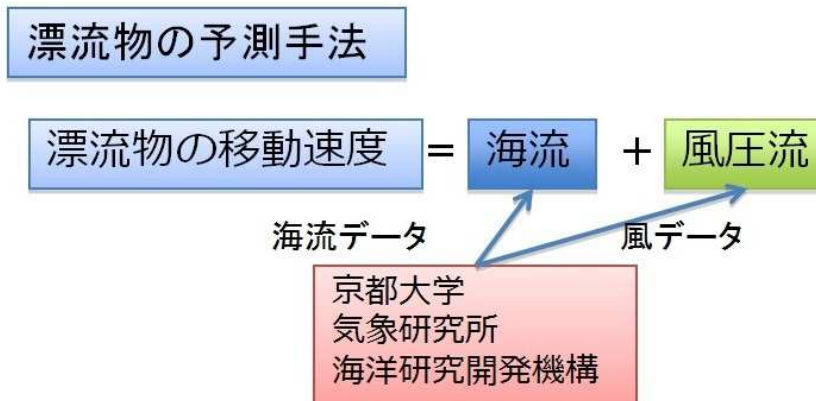 漂流物の予測手法
漂流物の移動速度 = 海流 + 風圧流
海流データ 風データ
京都大学
気象研究所
海洋研究開発機構